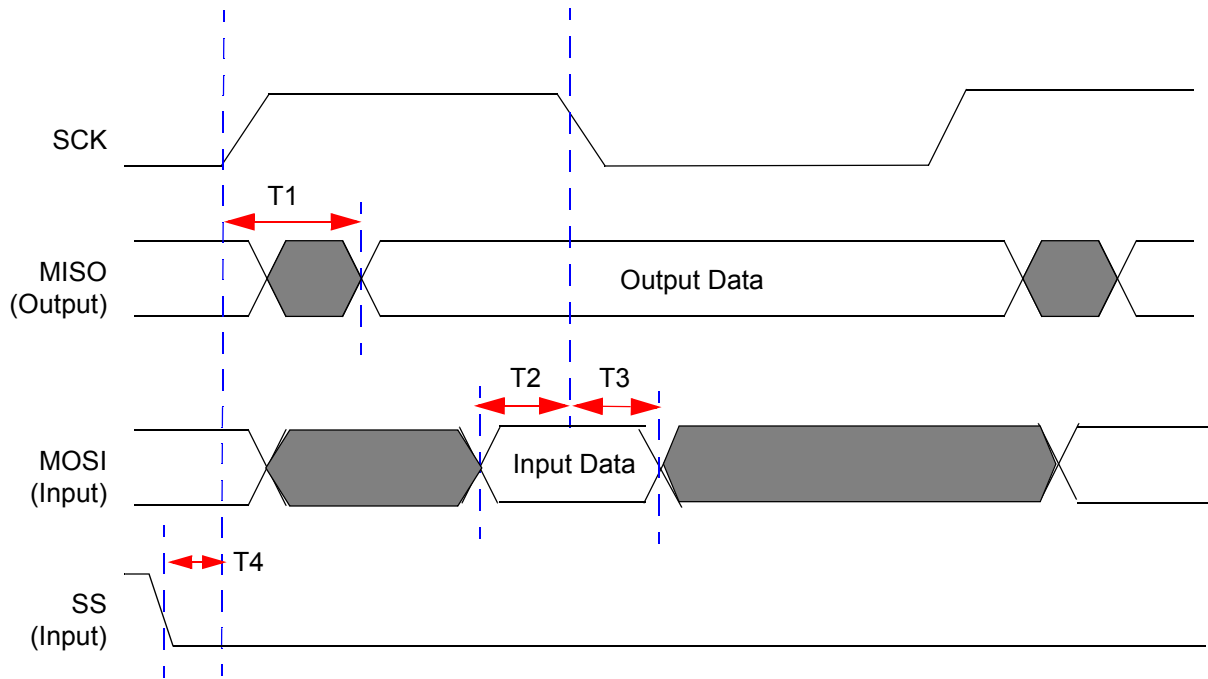 SCK
T1
MISO
(Output)
Output Data
T2
T3
MOSI
(Input)
Input Data
T4
SS
(Input)